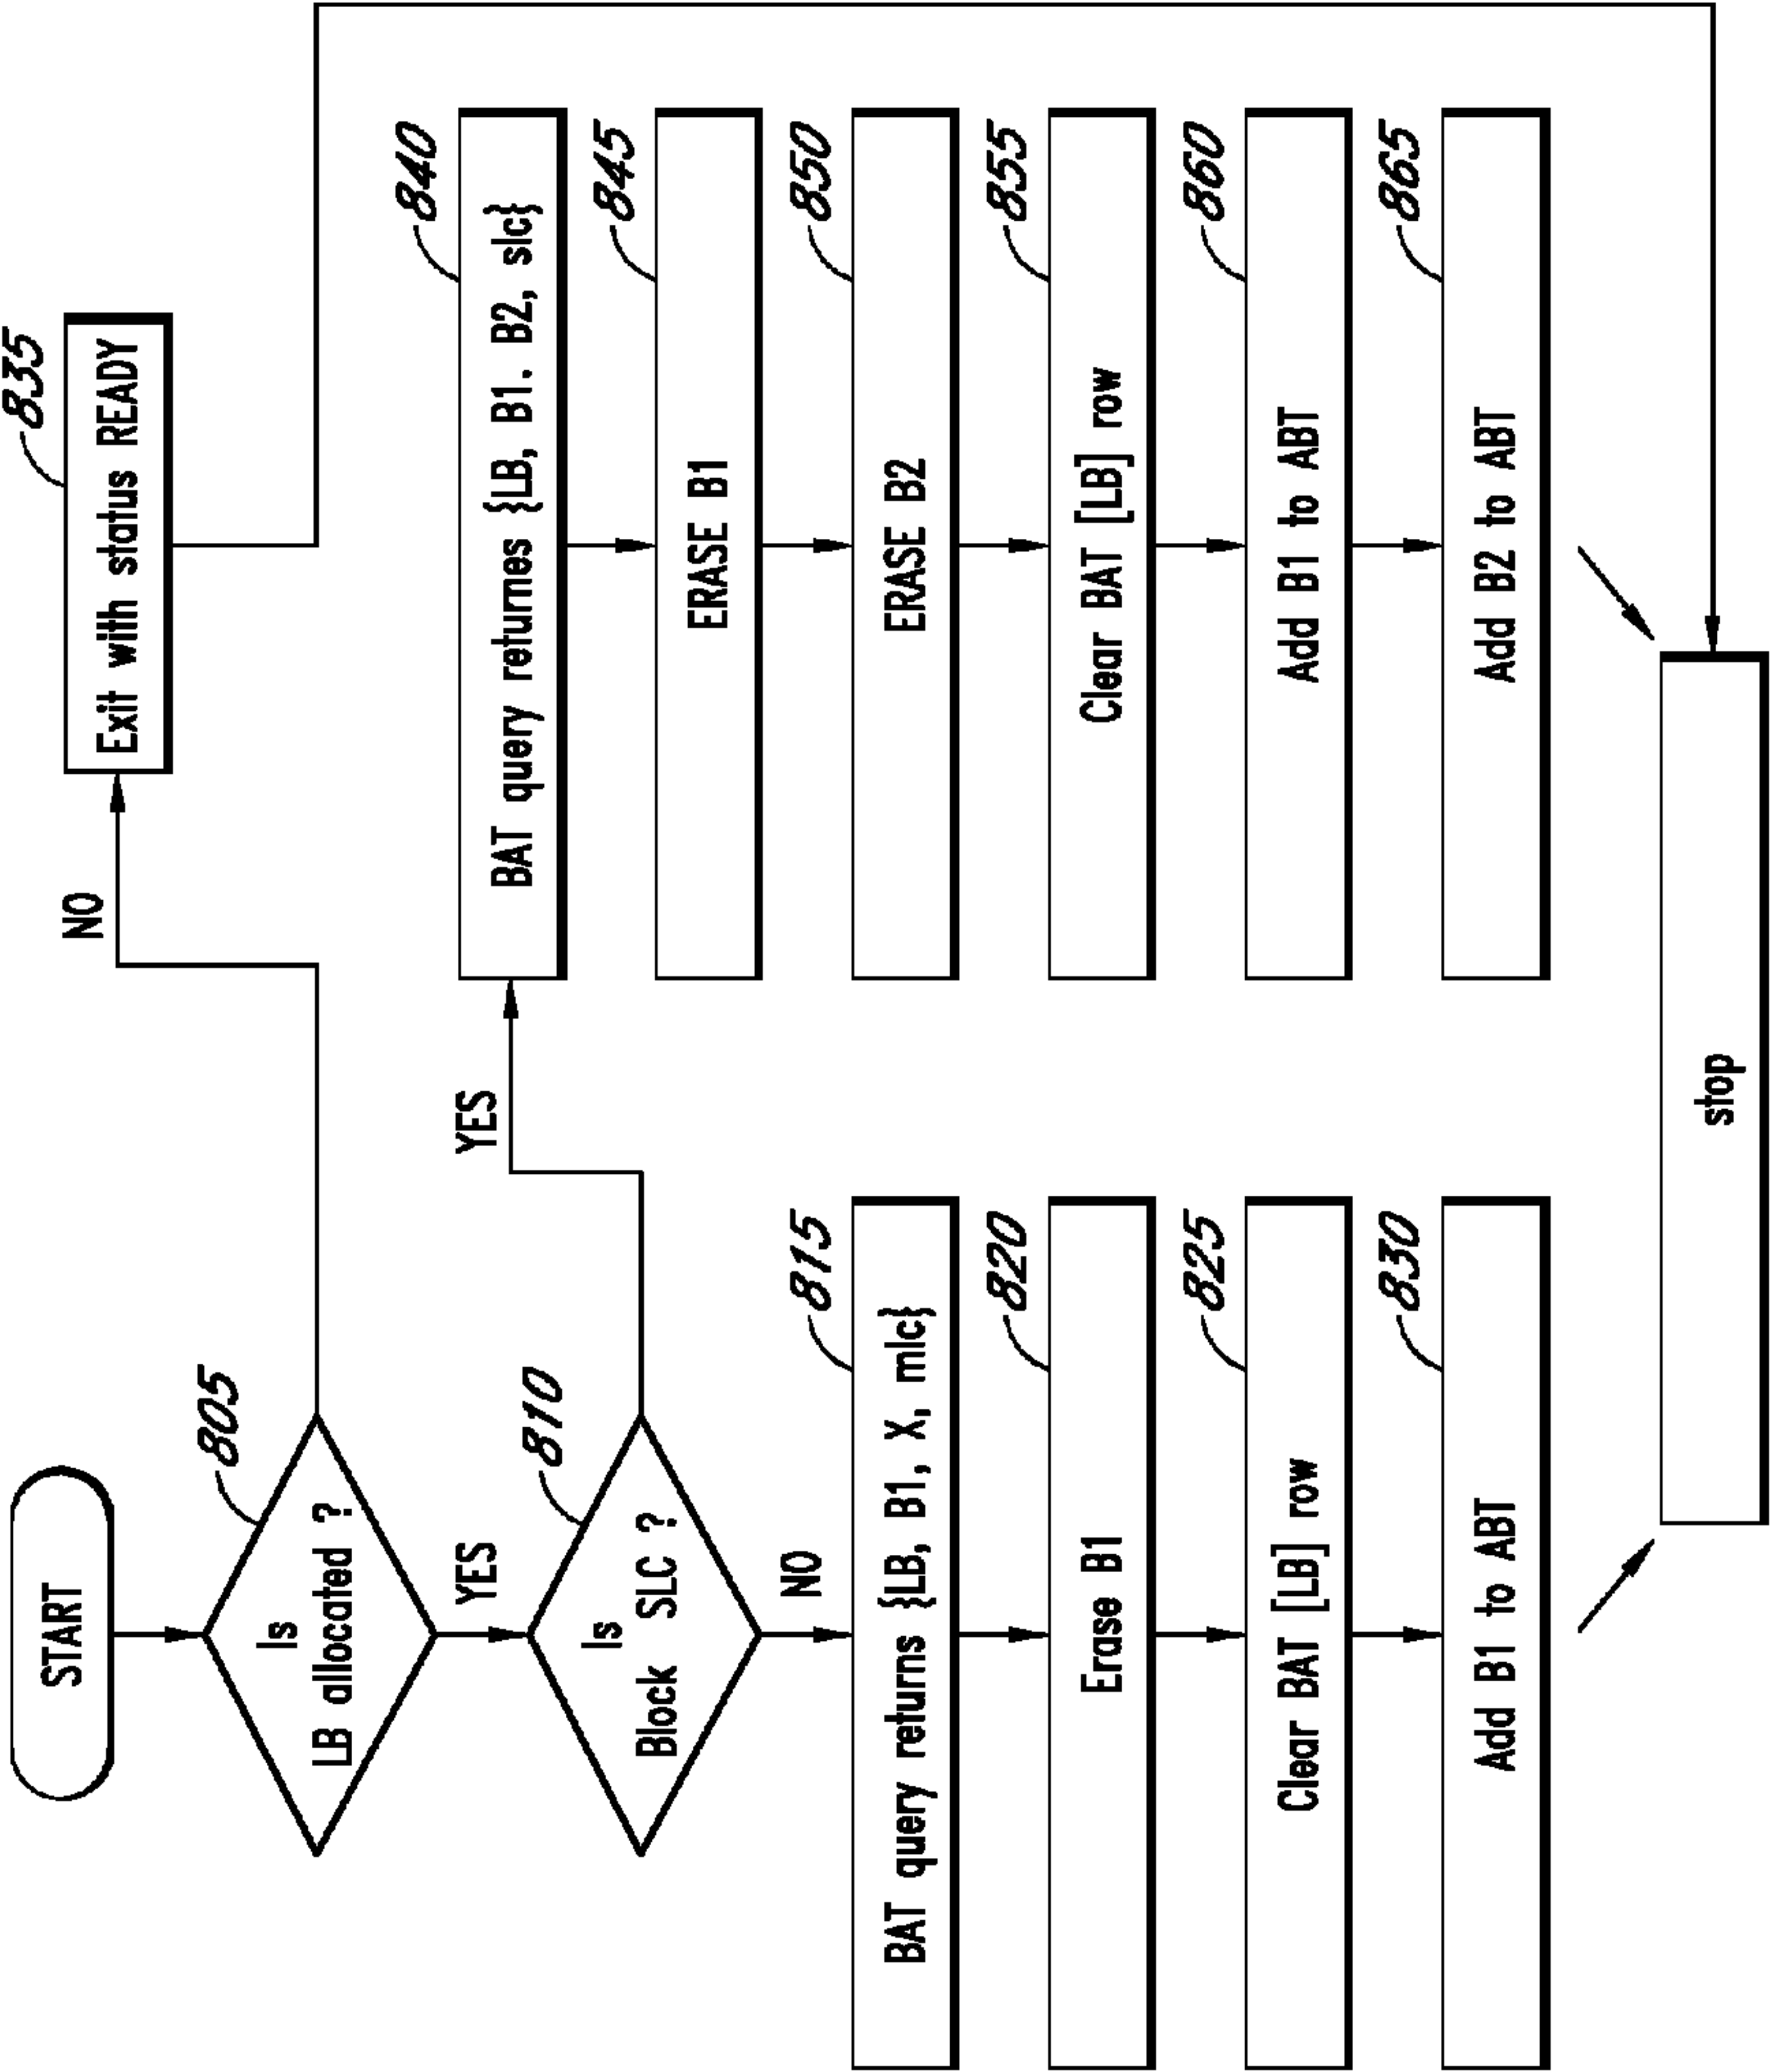 START
805
Is
LB allocated ?
NO
835
Exit with status READY
YES
810
Is
Block SLC ?
YES
840
BAT query returnes {LB, B1. B2, slc}
845
ERASE B1
850
ERASE B2
855
Clear BAT [LB] row
860
Add B1 to ABT
865
Add B2 to ABT
NO
815
BAT query returns {LB, B1, X, mlc}
820
Erase B1
825
Clear BAT [LB] row
830
Add B1 to ABT
stop